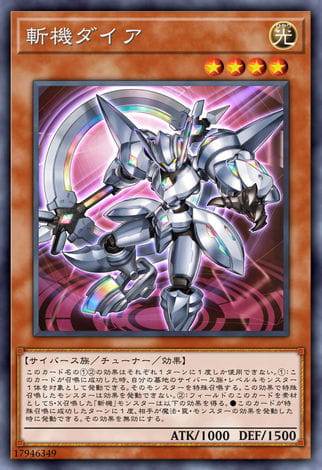 斬機ダイア
光
【サイバース族／チューナー／効果】
このカード名の①②の効果はそれぞれ１ターンに１度しか使用できない。①：こ
のカードが召喚に成功した時、自分の墓地のサイバース族・レベル４モンスター
１体を対象として発動できる。そのモンスターを特殊召喚する。この効果で特殊
召喚したモンスターは効果を発動できない。②：フィールドのこのカードを素材
としてS・X召喚した「斬機」モンスターは以下の効果を得る。●このカードが特
殊召喚に成功したターンに１度、相手が魔法・罠・モンスターの効果を発動した
時に発動できる。その効果を無効にする。
ATK/1000 DEF/1500
17946349